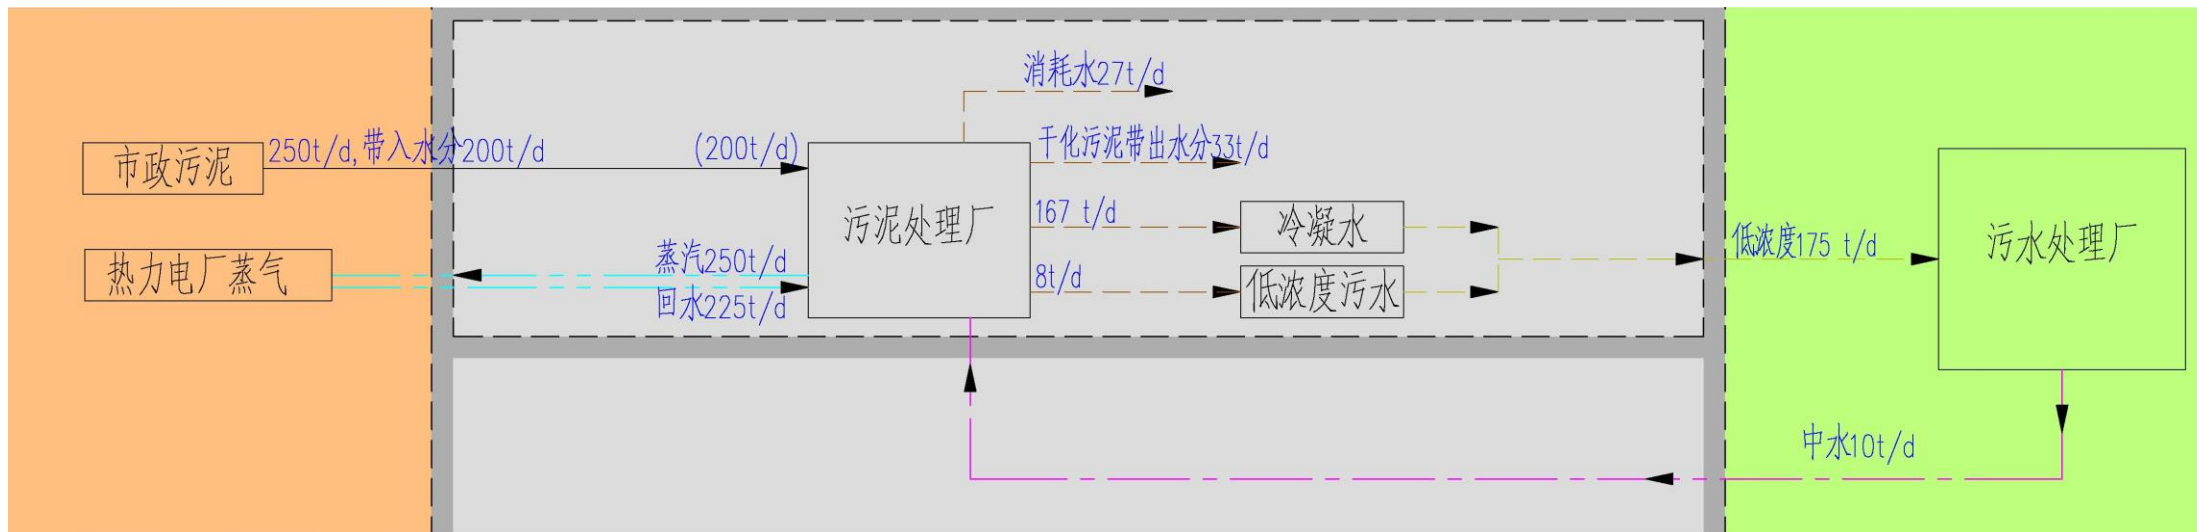 消耗水27t/d
市政污泥
250t/d,带入水分200t/d
(200t/d)
干化污泥带出水分33t/d
污泥处理厂
167 t/d
冷凝水
热力电厂蒸气
蒸汽250t/d
回水225t/d
8t/d
低浓度污水
低浓度175 t/d
污水处理厂
中水10t/d